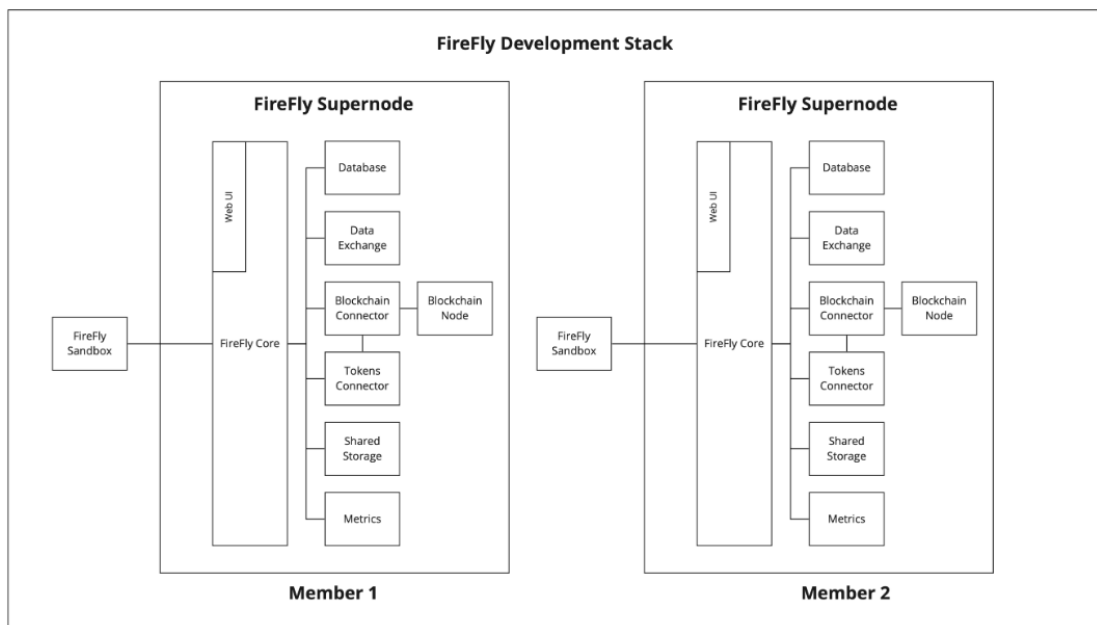 FireFly Development Stack
FireFly Supernode
Web UI
FireFly Core
Database
Data
Exchange
Blockchain
Connector
Blockchain
Node
Tokens
Connector
Shared
Storage
Metrics
FireFly
Sandbox
Member 1
FireFly Supernode
Web UI
FireFly Core
Database
Data
Exchange
Blockchain
Connector
Blockchain
Node
Tokens
Connector
Shared
Storage
Metrics
FireFly
Sandbox
Member 2